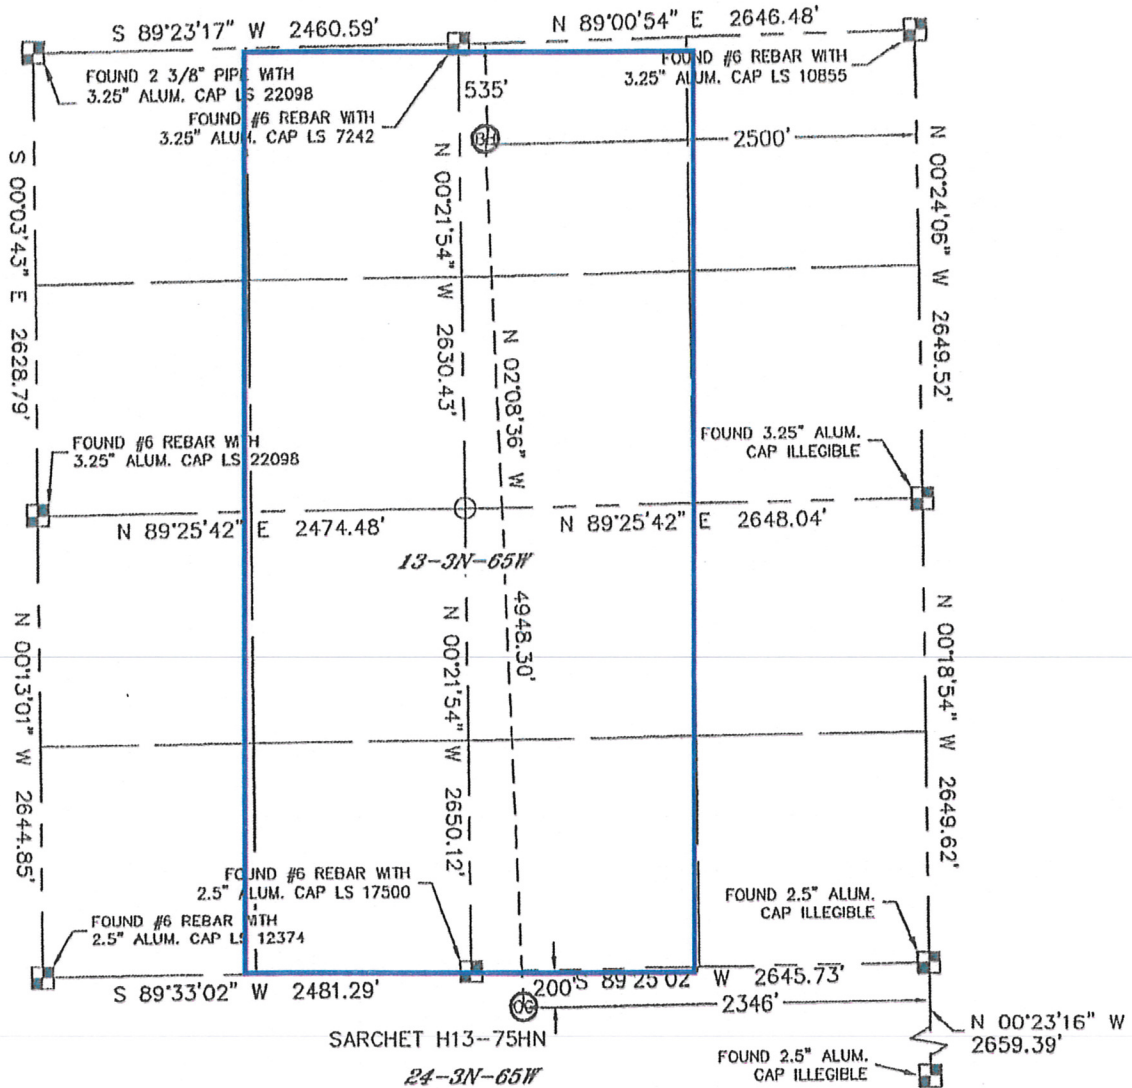 S 89°23'17" W 2460.59'
N 89°00'54" E 2646.48'
FOUND 2 3/8" PIPE WITH
3.25" ALUM. CAP LS 22098
FOUND #6 REBAR WITH
3.25" ALUM. CAP LS 7242
FOUND #6 REBAR WITH
3.25" ALUM. CAP LS 10855
535'
BH
2500'
S 00°03'43" E 2628.79'
N 00°21'54" W 2630.43'
N 02°08'36" W 4948.30'
N 00°24'06" W 2649.52'
FOUND #6 REBAR WITH
3.25" ALUM. CAP LS 22098
FOUND 3.25" ALUM.
CAP ILLEGIBLE
N 89°25'42" E 2474.48'
N 89°25'42" E 2648.04'
13-3N-65W
N 00°13'01" W 2644.85'
N 00°21'54" W 2650.12'
N 00°18'54" W 2649.62'
FOUND #6 REBAR WITH
2.5" ALUM. CAP LS 17500
FOUND #6 REBAR WITH
2.5" ALUM. CAP LS 12374
FOUND 2.5" ALUM.
CAP ILLEGIBLE
S 89°33'02" W 2481.29'
200'
S 89°25'02" W 2645.73'
2346'
SARCHET H13-75HN
24-3N-65W
N 00°23'16" W
2659.39'
FOUND 2.5" ALUM.
CAP ILLEGIBLE